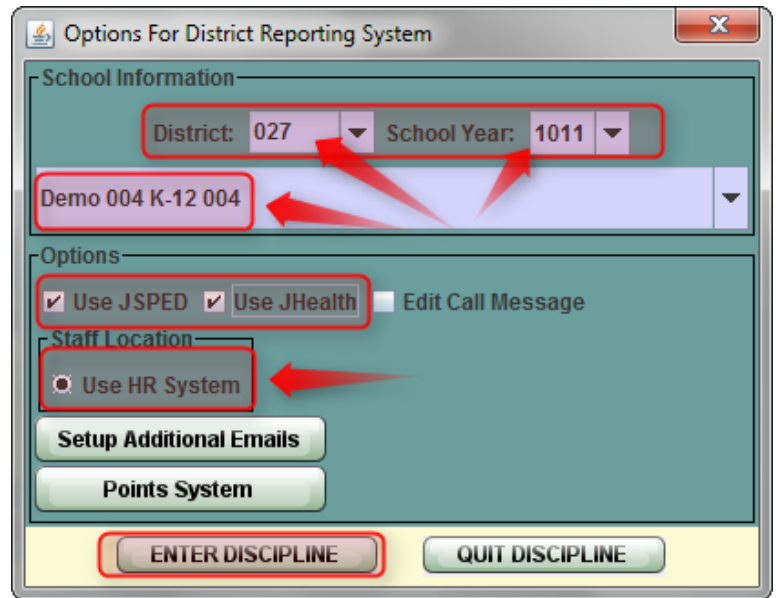 Options For District Reporting System
School Information
District: 027 School Year: 1011
Demo 004 K-12 004
Options
Use JSPED Use JHealth Edit Call Message
Staff Location
Use HR System
Setup Additional Emails
Points System
ENTER DISCIPLINE QUIT DISCIPLINE